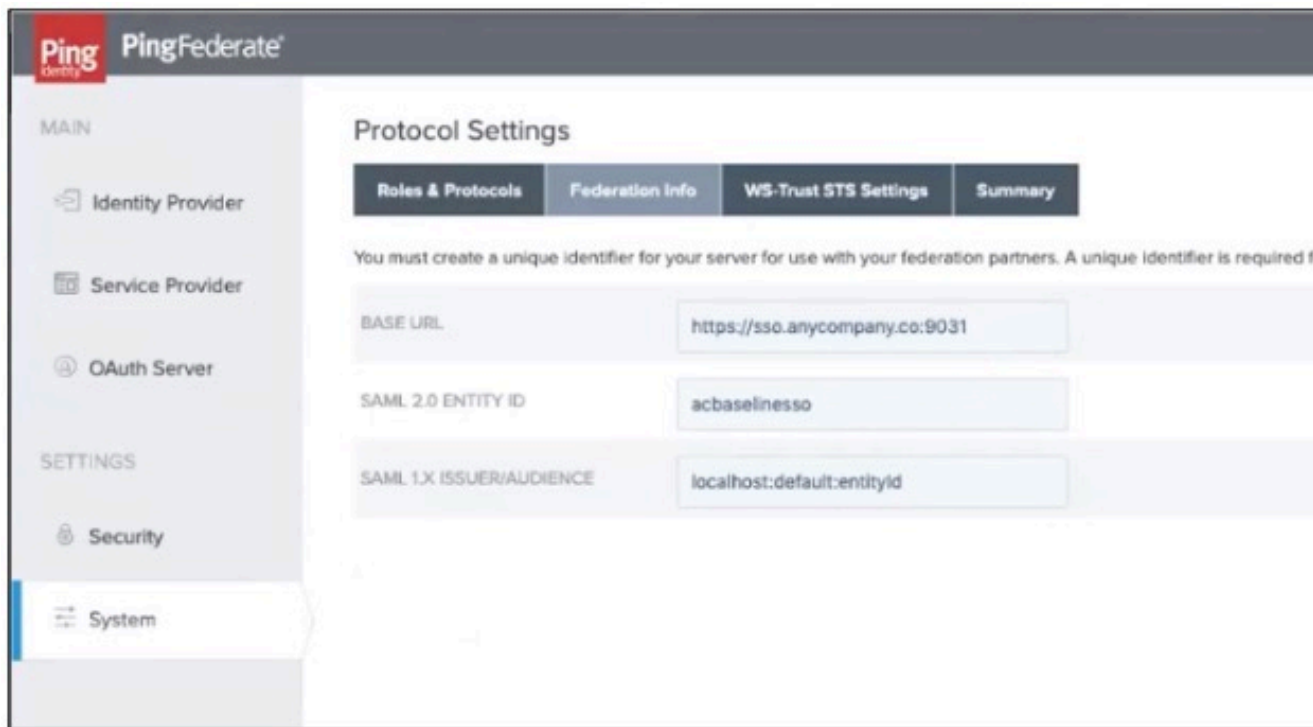 Ping
Identity
PingFederate®
MAIN
Identity Provider
Service Provider
OAuth Server
SETTINGS
Security
System
Protocol Settings
Roles & Protocols
Federation Info
WS-Trust STS Settings
Summary
You must create a unique identifier for your server for use with your federation partners. A unique identifier is required
BASE URL
https://sso.anycompany.co:9031
SAML 2.0 ENTITY ID
acbaselinesso
SAML 1.X ISSUER/AUDIENCE
localhost:default:entityId